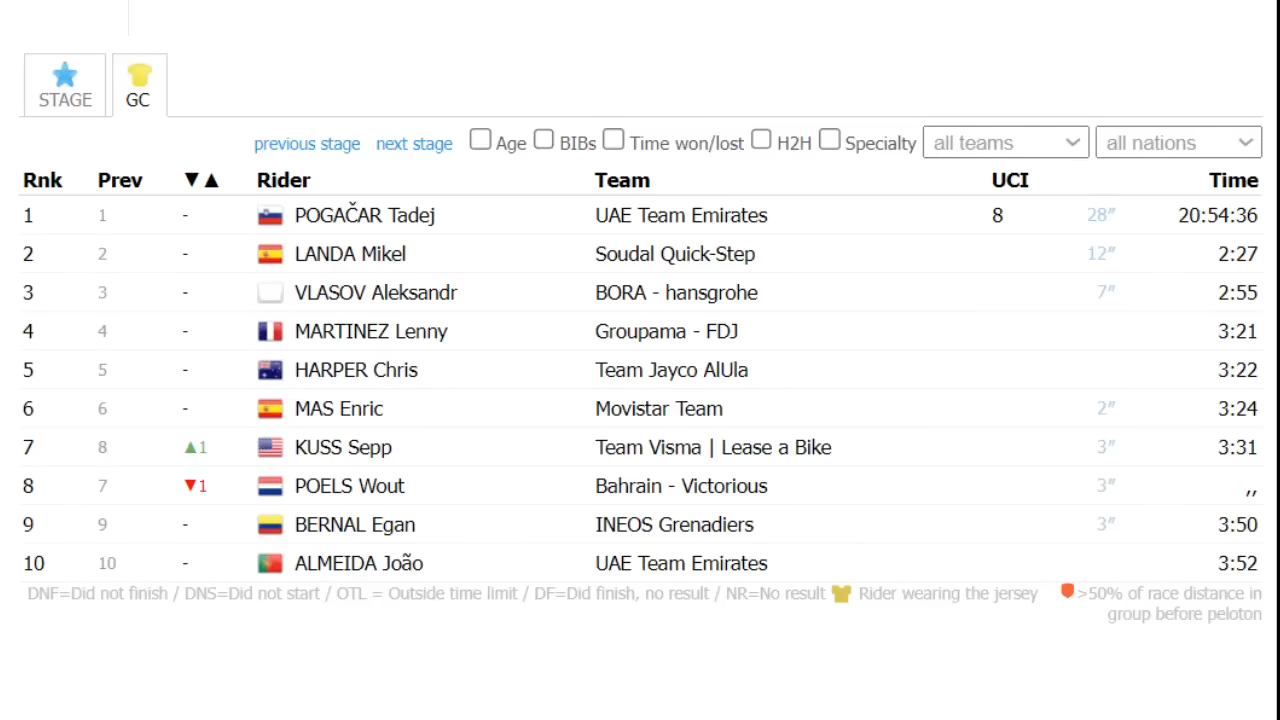 STAGE GC
previous stage next stage Age BIBs Time won/lost H2H Specialty all teams all nations
Rnk Prev ▼▲ Rider Team UCI Time
1 1 - POGAČAR Tadej UAE Team Emirates 8 28″ 20:54:36
2 2 - LANDA Mikel Soudal Quick-Step 12″ 2:27
3 3 - VLASOV Aleksandr BORA - hansgrohe 7″ 2:55
4 4 - MARTINEZ Lenny Groupama - FDJ 3:21
5 5 - HARPER Chris Team Jayco AlUla 3:22
6 6 - MAS Enric Movistar Team 2″ 3:24
7 8 ▲1 KUSS Sepp Team Visma | Lease a Bike 3″ 3:31
8 7 ▼1 POELS Wout Bahrain - Victorious 3″ ,,
9 9 - BERNAL Egan INEOS Grenadiers 3″ 3:50
10 10 - ALMEIDA João UAE Team Emirates 3:52
DNF=Did not finish / DNS=Did not start / OTL = Outside time limit / DF=Did finish, no result / NR=No result Rider wearing the jersey >50% of race distance in
group before peloton